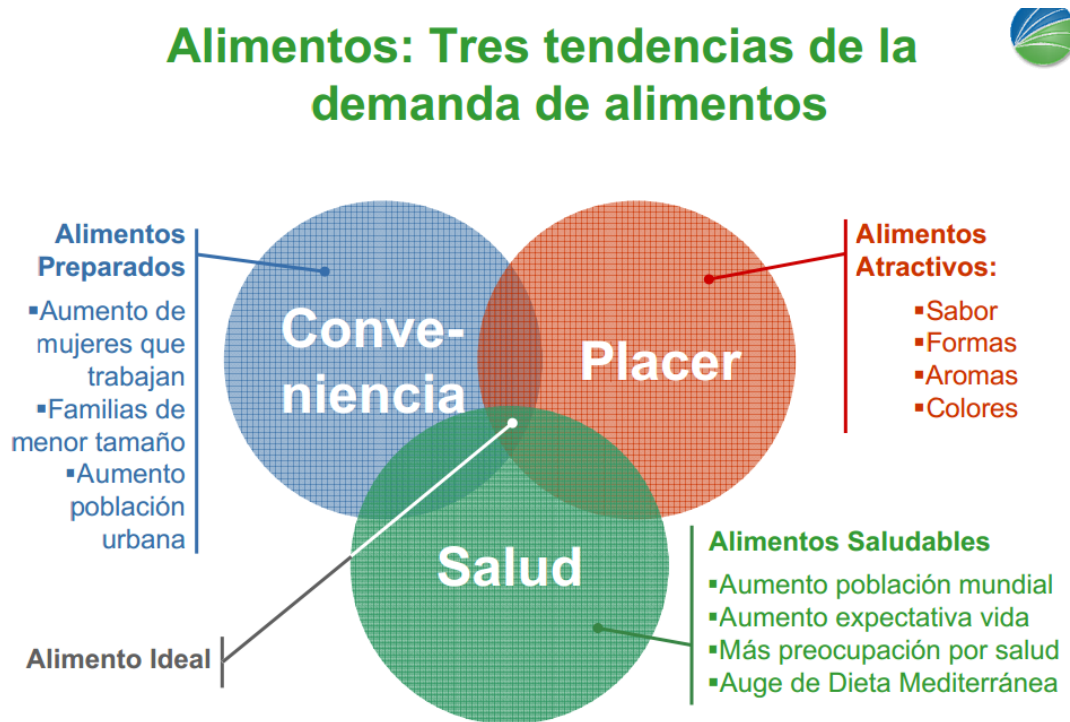 Alimentos: Tres tendencias de la
demanda de alimentos
Alimentos
Preparados
▪Aumento de
mujeres que
trabajan
▪Familias de
menor tamaño
▪Aumento
población
urbana
Conve-
niencia
Placer
Alimentos
Atractivos:
▪Sabor
▪Formas
▪Aromas
▪Colores
Salud
Alimentos Saludables
▪Aumento población mundial
▪Aumento expectativa vida
▪Más preocupación por salud
▪Auge de Dieta Mediterránea
Alimento Ideal